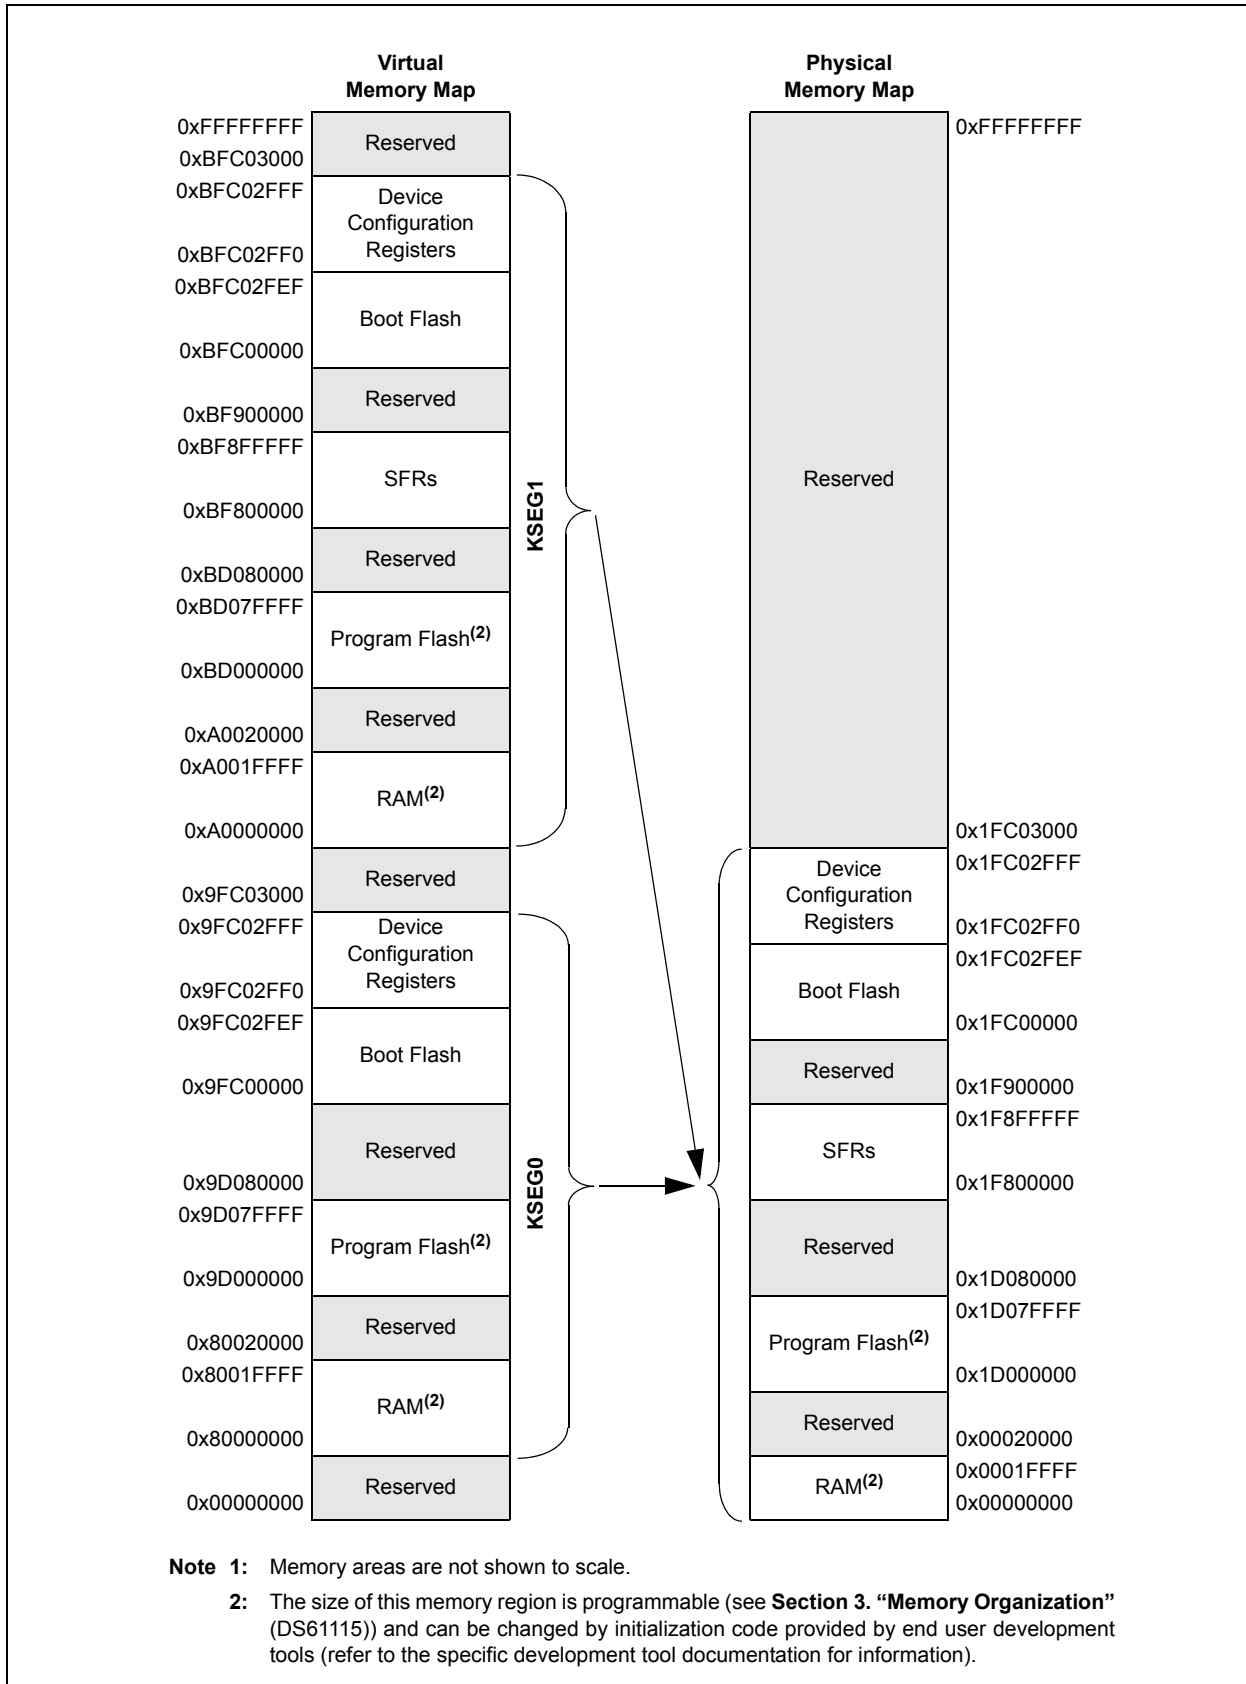 Virtual
Memory Map
0xFFFFFFFF
0xBFC03000
Reserved
0xBFC02FFF
0xBFC02FF0
Device
Configuration
Registers
0xBFC02FEF
0xBFC00000
Boot Flash
Reserved
0xBF900000
0xBF8FFFFF
0xBF800000
SFRs
Reserved
0xBD080000
0xBD07FFFF
0xBD000000
Program Flash(2)
Reserved
0xA0020000
0xA001FFFF
0xA0000000
RAM(2)
KSEG1
Reserved
0x9FC03000
0x9FC02FFF
0x9FC02FF0
Device
Configuration
Registers
0x9FC02FEF
0x9FC00000
Boot Flash
Reserved
0x9D080000
0x9D07FFFF
0x9D000000
Program Flash(2)
Reserved
0x80020000
0x8001FFFF
0x80000000
RAM(2)
KSEG0
Reserved
0x00000000
Physical
Memory Map
0xFFFFFFFF
Reserved
0x1FC03000
0x1FC02FFF
Device
Configuration
Registers
0x1FC02FF0
0x1FC02FEF
Boot Flash
0x1FC00000
Reserved
0x1F900000
0x1F8FFFFF
SFRs
0x1F800000
Reserved
0x1D080000
0x1D07FFFF
Program Flash(2)
0x1D000000
Reserved
0x00020000
0x0001FFFF
RAM(2)
0x00000000
Note 1: Memory areas are not shown to scale.
2: The size of this memory region is programmable (see Section 3. “Memory Organization”
(DS61115)) and can be changed by initialization code provided by end user development
tools (refer to the specific development tool documentation for information).